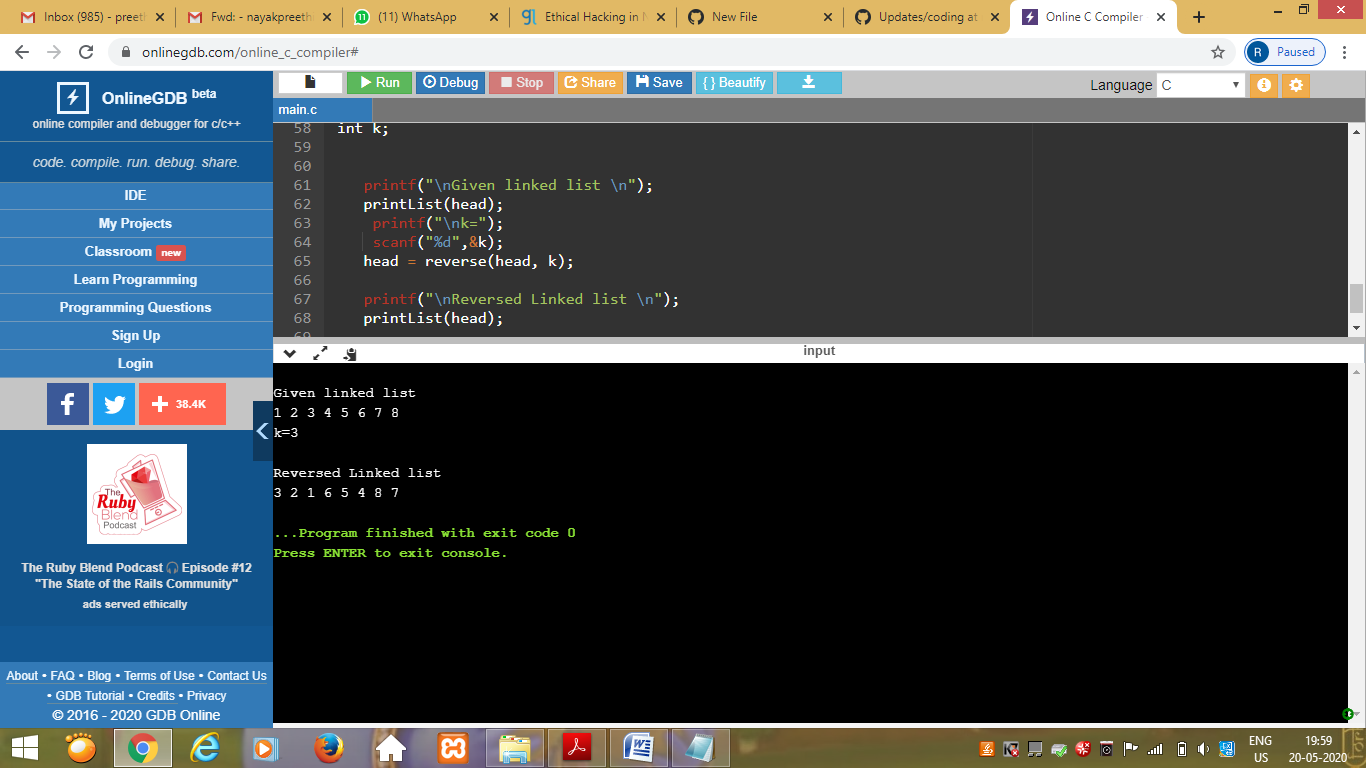 Inbox (985) - preeth
Fwd: - nayakpreethi
(11) WhatsApp
Ethical Hacking in
New File
Updates/coding at
Online C Compiler
onlinegdb.com/online_c_compiler#
R Paused
OnlineGDB beta
online compiler and debugger for c/c++
code. compile. run. debug. share.
IDE
My Projects
Classroom new
Learn Programming
Programming Questions
Sign Up
Login
38.4K
The
Ruby
Blend
Podcast
The Ruby Blend Podcast 🎧 Episode #12
"The State of the Rails Community"
ads served ethically
About • FAQ • Blog • Terms of Use • Contact Us
• GDB Tutorial • Credits • Privacy
© 2016 - 2020 GDB Online
Run Debug Stop Share Save { } Beautify
Language C
main.c
58 int k;
59
60
61 printf("\nGiven linked list \n");
62 printList(head);
63 printf("\nk=");
64 scanf("%d",&k);
65 head = reverse(head, k);
66
67 printf("\nReversed Linked list \n");
68 printList(head);
69
input
Given linked list
1 2 3 4 5 6 7 8
k=3
Reversed Linked list
3 2 1 6 5 4 8 7
...Program finished with exit code 0
Press ENTER to exit console.
ENG
US
19:59
20-05-2020